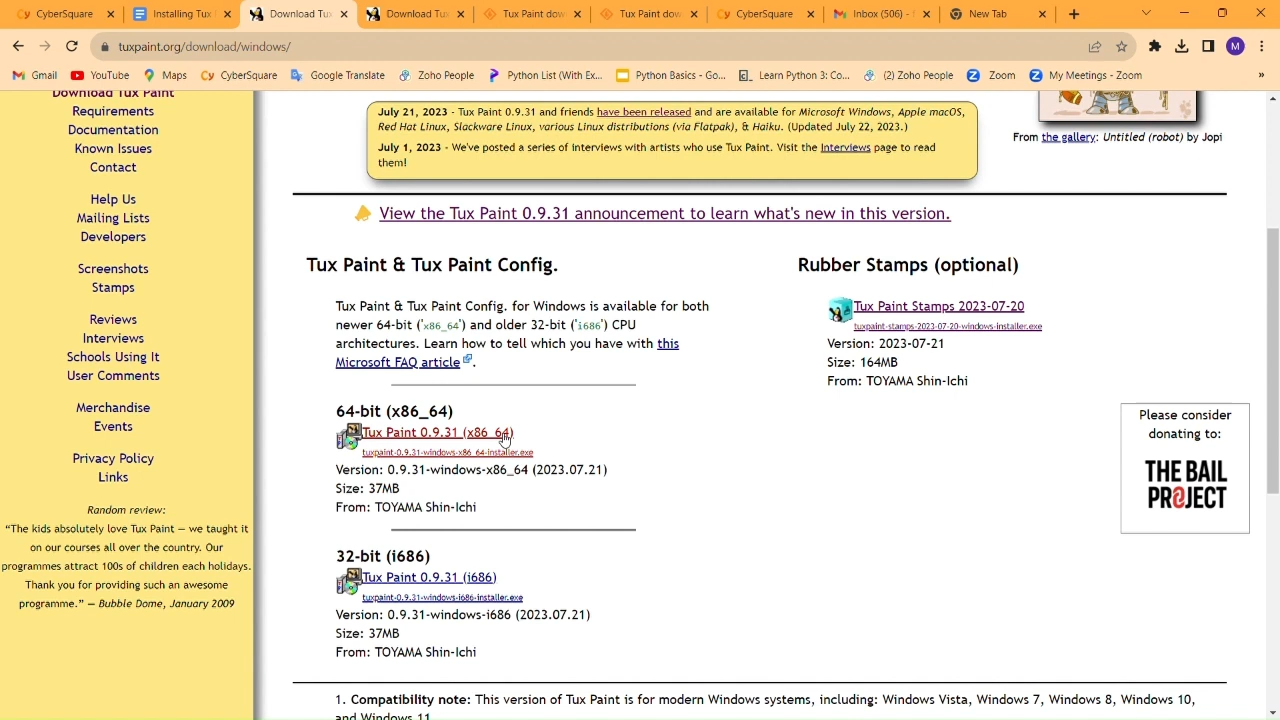 CyberSquare
Installing Tux
Download Tux
Download Tux
Tux Paint dow
Tux Paint dow
CyberSquare
Inbox (506) -
New Tab
tuxpaint.org/download/windows/
M
Gmail
YouTube
Maps
CyberSquare
Google Translate
Zoho People
Python List (With Ex...
Python Basics - Go...
Learn Python 3: Co...
(2) Zoho People
Zoom
My Meetings - Zoom
»
Download Tux Paint
Requirements
Documentation
Known Issues
Contact
Help Us
Mailing Lists
Developers
Screenshots
Stamps
Reviews
Interviews
Schools Using It
User Comments
Merchandise
Events
Privacy Policy
Links
Random review:
“The kids absolutely love Tux Paint — we taught it
on our courses all over the country. Our
programmes attract 100s of children each holidays.
Thank you for providing such an awesome
programme.” — Bubble Dome, January 2009
July 21, 2023 - Tux Paint 0.9.31 and friends have been released and are available for Microsoft Windows, Apple macOS,
Red Hat Linux, Slackware Linux, various Linux distributions (via Flatpak), & Haiku. (Updated July 22, 2023.)
July 1, 2023 - We've posted a series of interviews with artists who use Tux Paint. Visit the Interviews page to read
them!
From the gallery: Untitled (robot) by Jopi
View the Tux Paint 0.9.31 announcement to learn what's new in this version.
Tux Paint & Tux Paint Config.
Tux Paint & Tux Paint Config. for Windows is available for both
newer 64-bit ('x86_64') and older 32-bit ('i686') CPU
architectures. Learn how to tell which you have with this
Microsoft FAQ article.
64-bit (x86_64)
Tux Paint 0.9.31 (x86_64)
tuxpaint-0.9.31-windows-x86_64-installer.exe
Version: 0.9.31-windows-x86_64 (2023.07.21)
Size: 37MB
From: TOYAMA Shin-Ichi
32-bit (i686)
Tux Paint 0.9.31 (i686)
tuxpaint-0.9.31-windows-i686-installer.exe
Version: 0.9.31-windows-i686 (2023.07.21)
Size: 37MB
From: TOYAMA Shin-Ichi
Rubber Stamps (optional)
Tux Paint Stamps 2023-07-20
tuxpaint-stamps-2023-07-20-windows-installer.exe
Version: 2023-07-21
Size: 164MB
From: TOYAMA Shin-Ichi
Please consider
donating to:
THE BAIL
PROJECT
1. Compatibility note: This version of Tux Paint is for modern Windows systems, including: Windows Vista, Windows 7, Windows 8, Windows 10,
and Windows 11